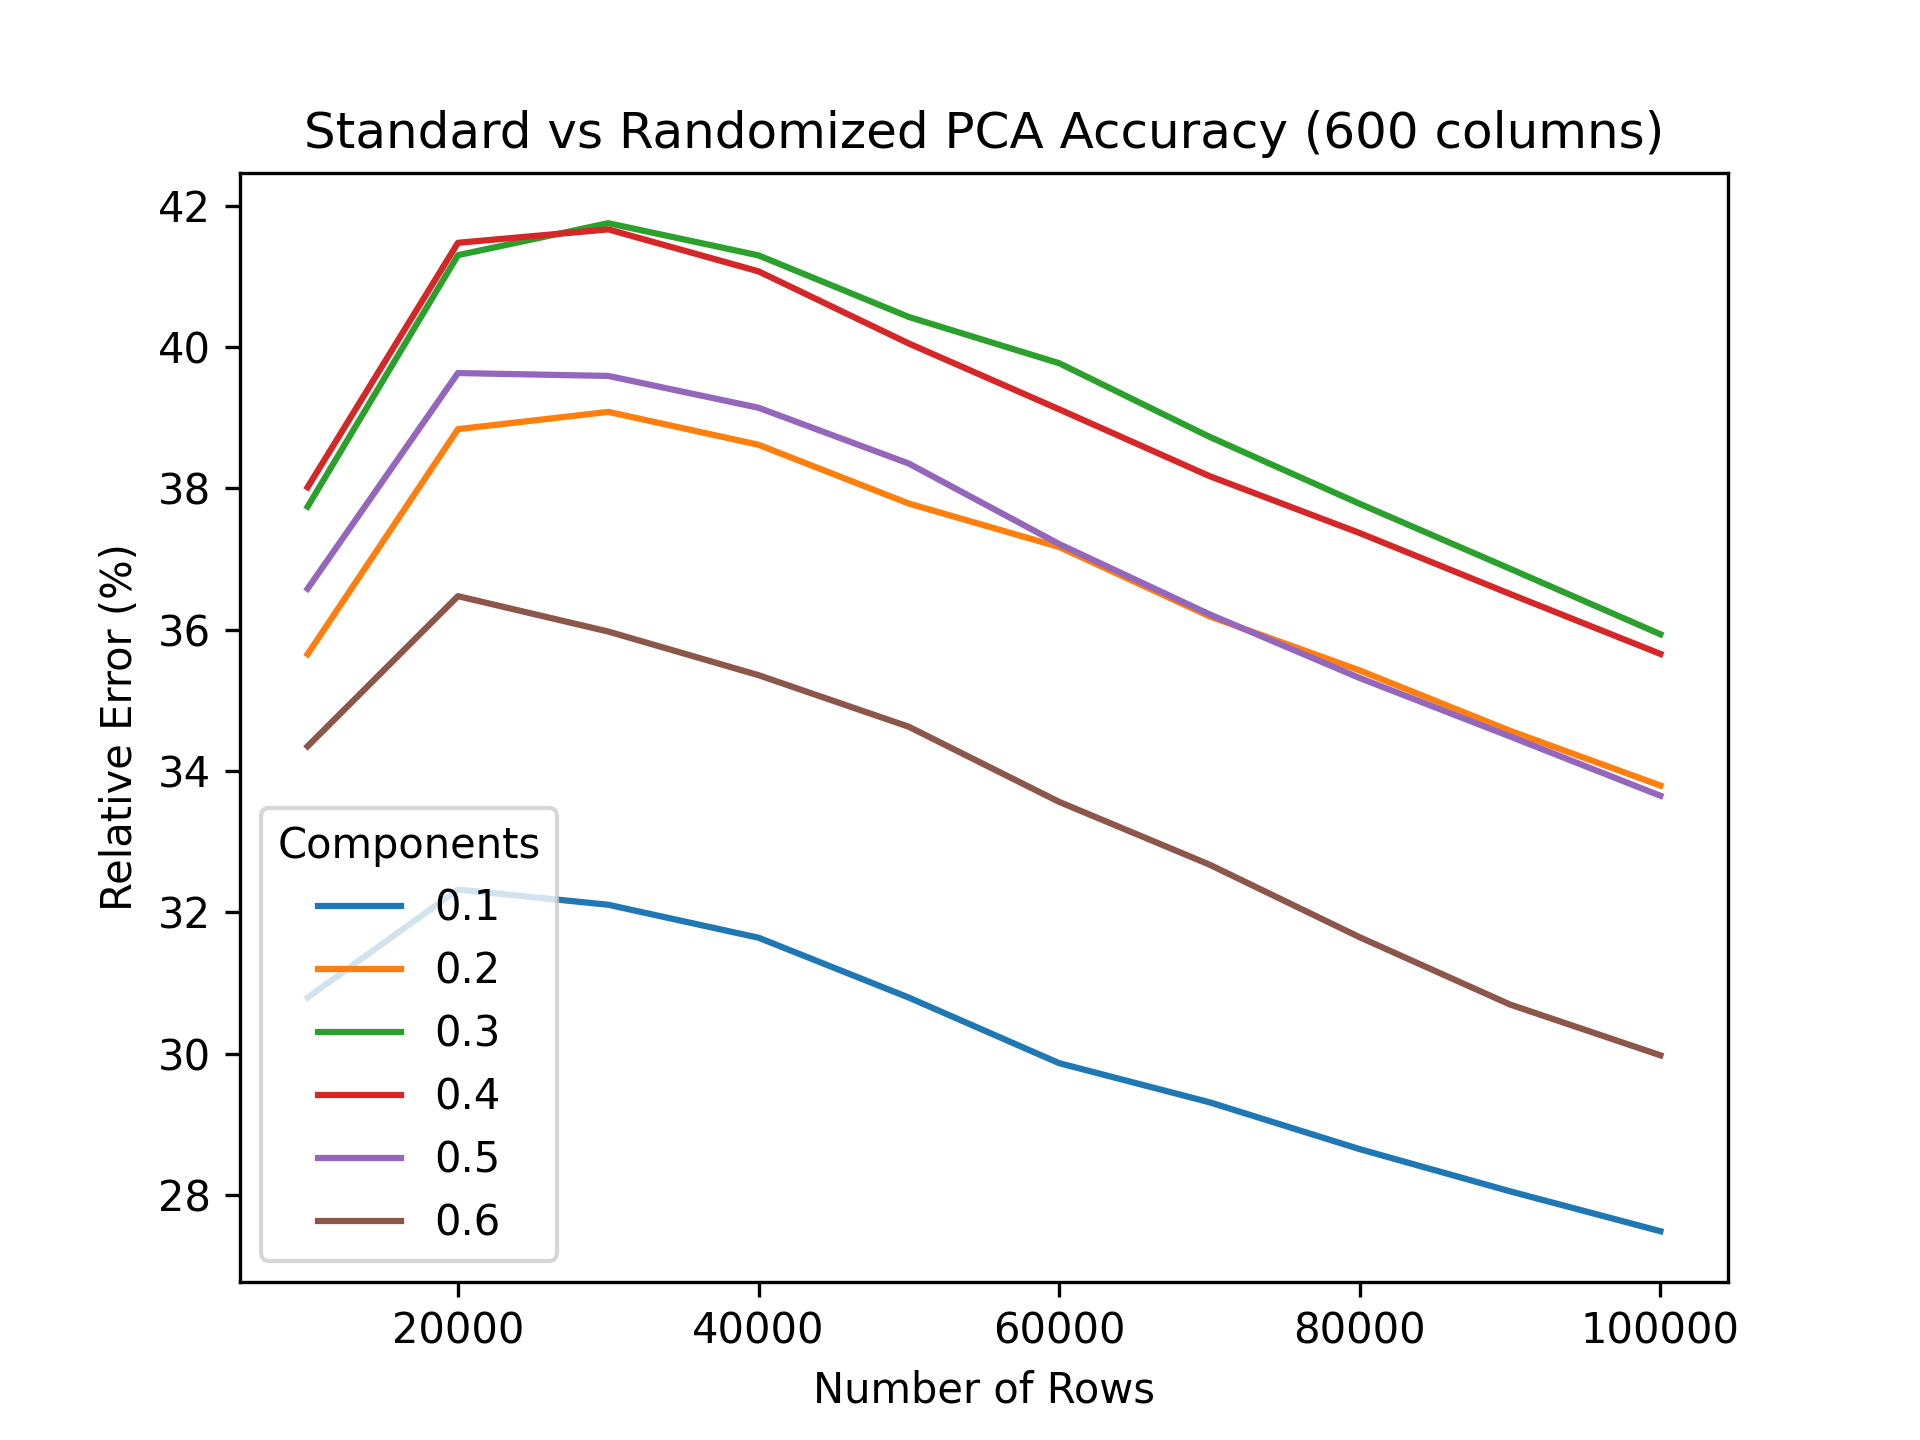 Standard vs Randomized PCA Accuracy (600 columns)
42
40
38
36
34
32
30
28
Relative Error (%)
Components
0.1
0.2
0.3
0.4
0.5
0.6
20000 40000 60000 80000 100000
Number of Rows